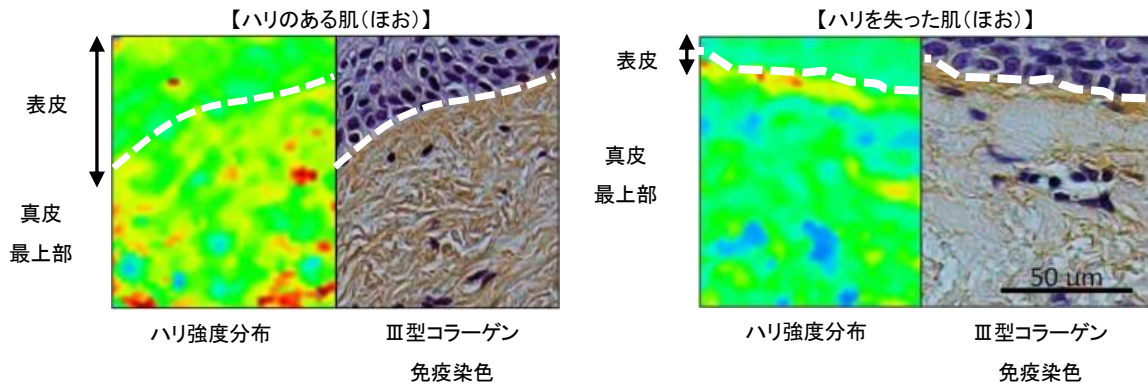 【ハリのある肌(ほお)】
表皮
真皮
最上部
ハリ強度分布
Ⅲ型コラーゲン
免疫染色
【ハリを失った肌(ほお)】
表皮
真皮
最上部
50 um
ハリ強度分布
Ⅲ型コラーゲン
免疫染色